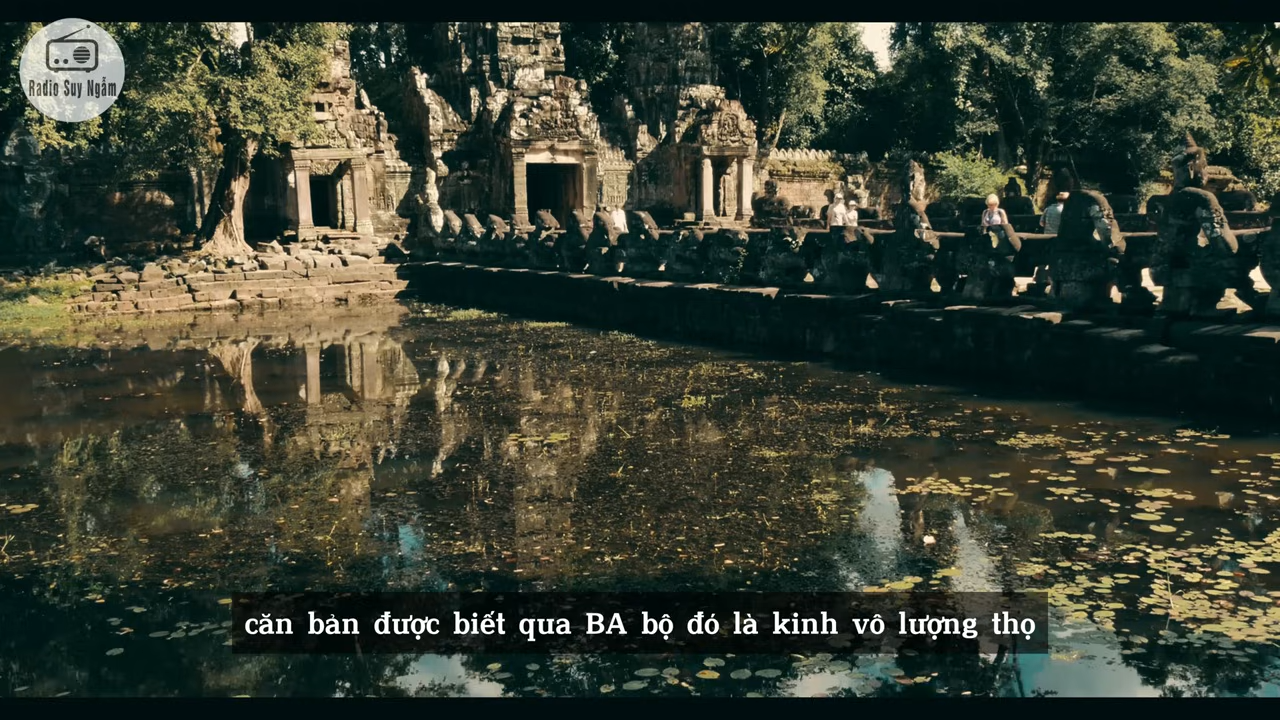 Radio Suy Ngẫm
căn bản được biết qua BA bộ đó là kinh vô lượng thọ